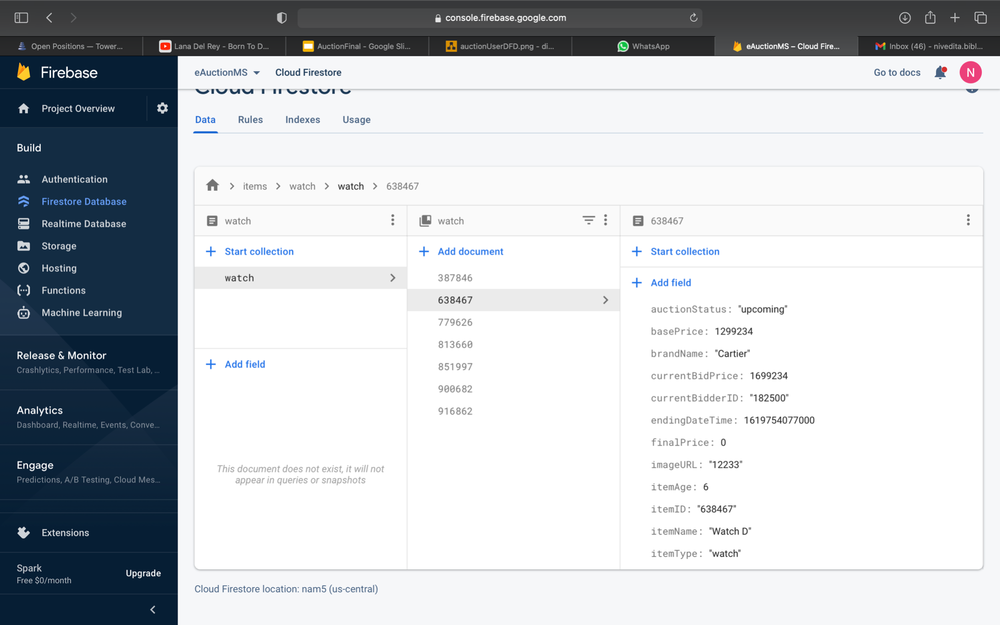 console.firebase.google.com
Open Positions — Tower...
Lana Del Rey - Born To D...
AuctionFinal - Google Sli...
auctionUserDFD.png - di...
WhatsApp
eAuctionMS – Cloud Fire...
Inbox (46) - nivedita.bibl...
Firebase
eAuctionMS
Cloud Firestore
Go to docs
N
Cloud Firestore
Project Overview
Data
Rules
Indexes
Usage
Build
Authentication
Firestore Database
Realtime Database
Storage
Hosting
Functions
Machine Learning
Release & Monitor
Crashlytics, Performance, Test Lab, ...
Analytics
Dashboard, Realtime, Events, Conve...
Engage
Predictions, A/B Testing, Cloud Mes...
Extensions
Spark
Free $0/month
Upgrade
items > watch > watch > 638467
watch
Start collection
watch
Add field
This document does not exist, it will not
appear in queries or snapshots
watch
Add document
387846
638467
779626
813660
851997
900682
916862
638467
Start collection
Add field
auctionStatus: "upcoming"
basePrice: 1299234
brandName: "Cartier"
currentBidPrice: 1699234
currentBidderID: "182500"
endingDateTime: 1619754077000
finalPrice: 0
imageURL: "12233"
itemAge: 6
itemID: "638467"
itemName: "Watch D"
itemType: "watch"
Cloud Firestore location: nam5 (us-central)